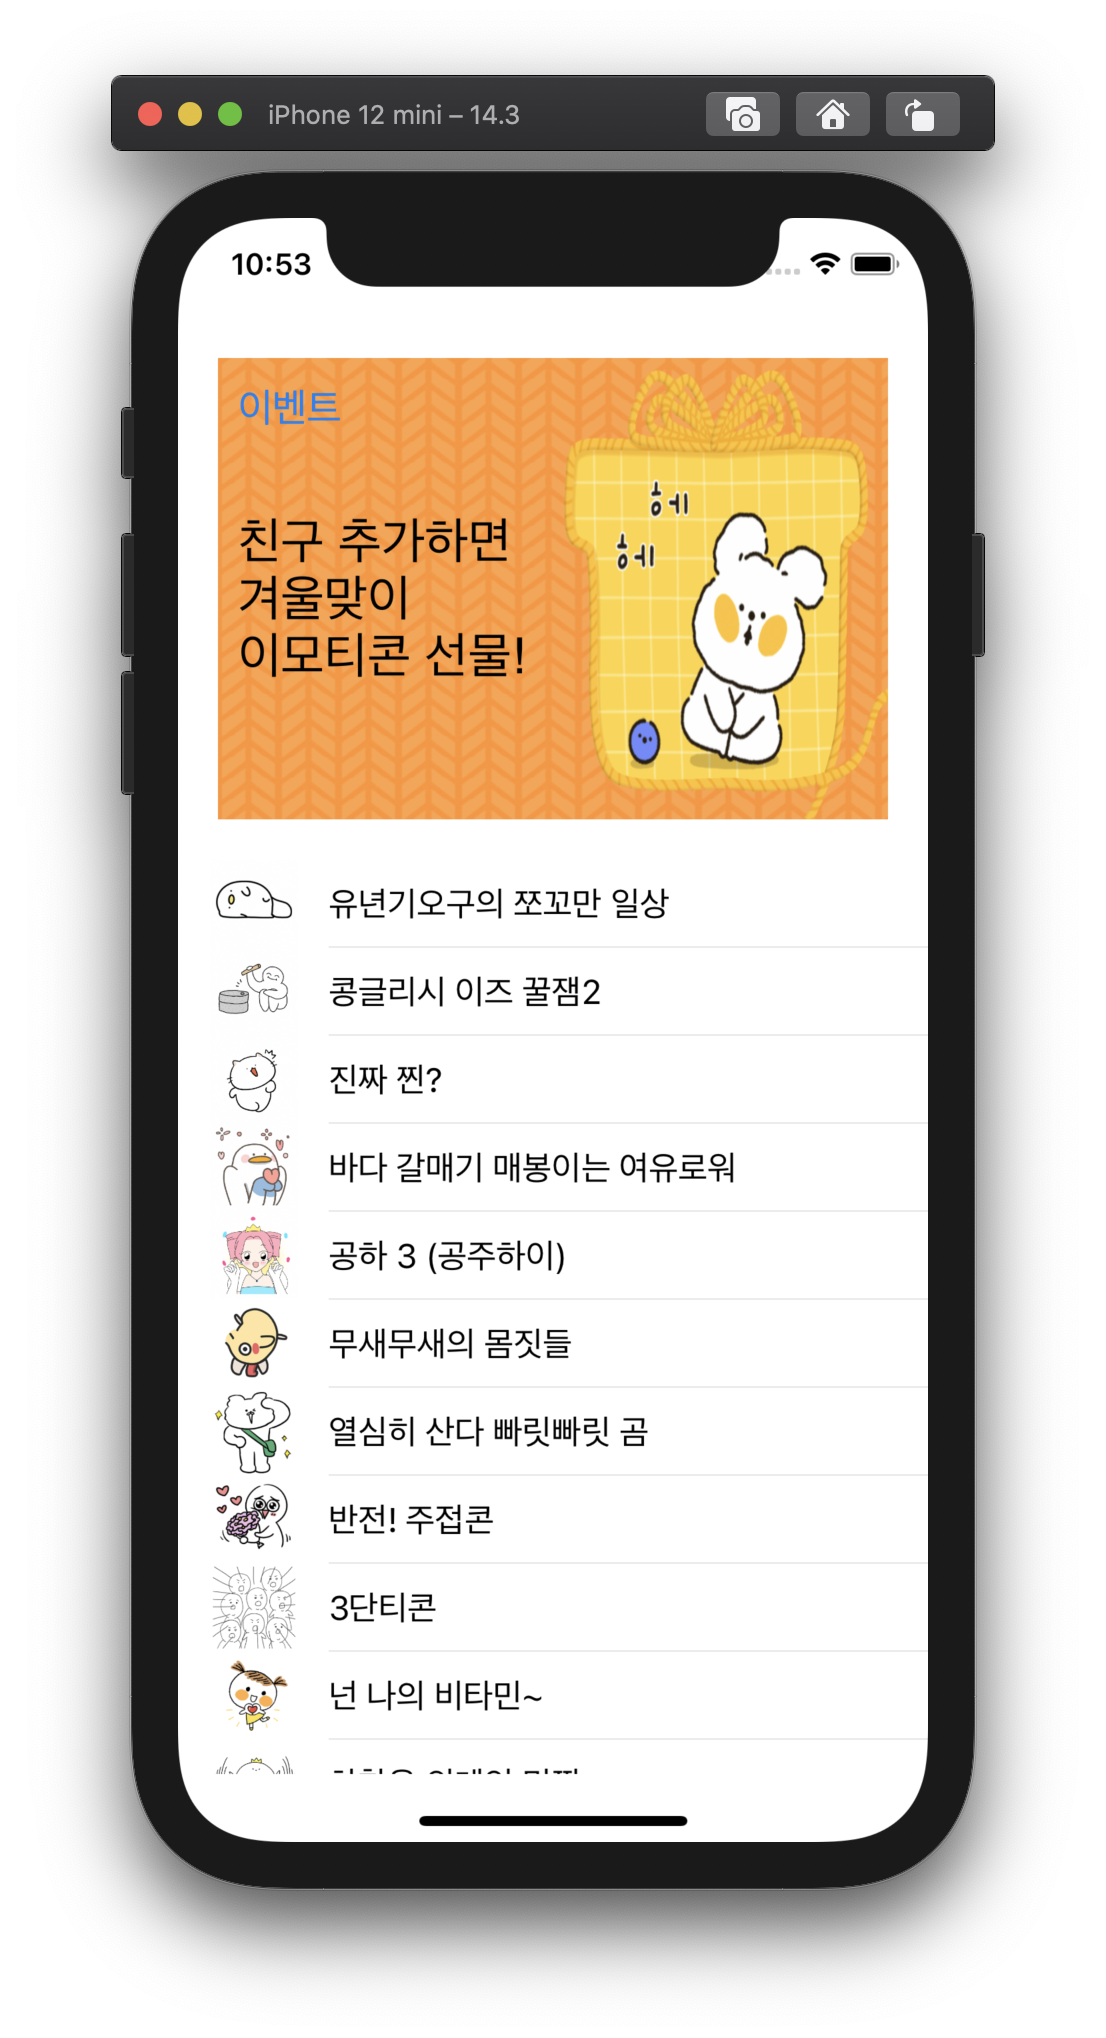 iPhone 12 mini – 14.3
10:53
이벤트
친구 추가하면
겨울맞이
이모티콘 선물!
헤
헤
유년기오구의 쪼꼬만 일상
콩글리시 이즈 꿀잼2
진짜 찐?
바다 갈매기 매봉이는 여유로워
공하 3 (공주하이)
무새무새의 몸짓들
열심히 산다 빠릿빠릿 곰
반전! 주접콘
3단티콘
넌 나의 비타민~